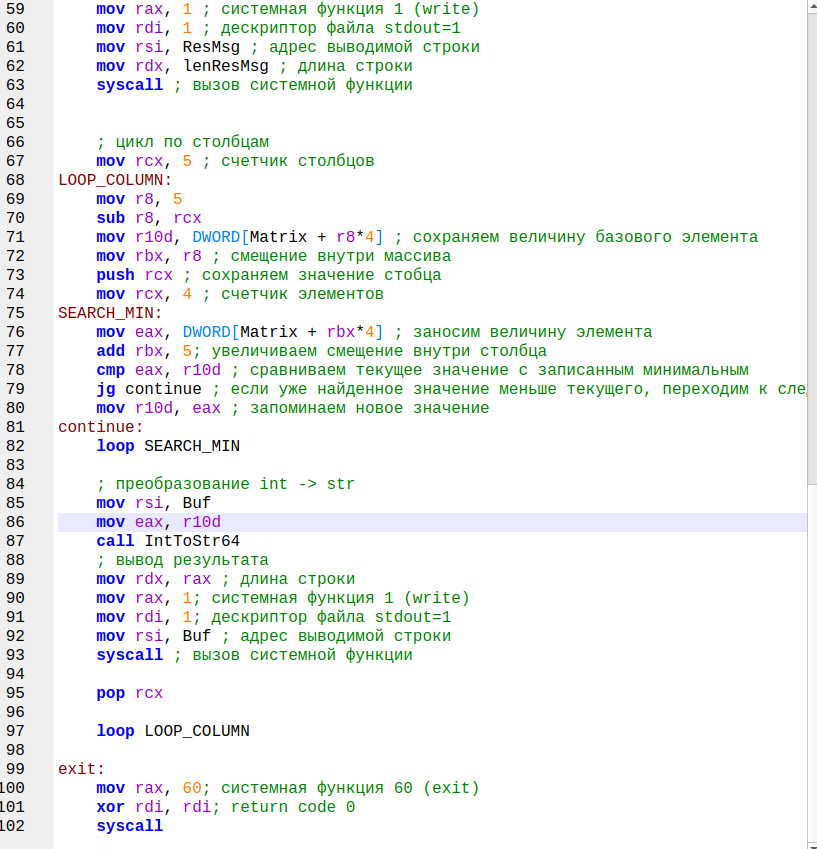 59 mov rax, 1 ; системная функция 1 (write)
60 mov rdi, 1 ; дескриптор файла stdout=1
61 mov rsi, ResMsg ; адрес выводимой строки
62 mov rdx, lenResMsg ; длина строки
63 syscall ; вызов системной функции
64
65
66 ; цикл по столбцам
67 mov rcx, 5 ; счетчик столбцов
68 LOOP_COLUMN:
69 mov r8, 5
70 sub r8, rcx
71 mov r10d, DWORD[Matrix + r8*4] ; сохраняем величину базового элемента
72 mov rbx, r8 ; смещение внутри массива
73 push rcx ; сохраняем значение стобца
74 mov rcx, 4 ; счетчик элементов
75 SEARCH_MIN:
76 mov eax, DWORD[Matrix + rbx*4] ; заносим величину элемента
77 add rbx, 5; увеличиваем смещение внутри столбца
78 cmp eax, r10d ; сравниваем текущее значение с записанным минимальным
79 jg continue ; если уже найденное значение меньше текущего, переходим к сле
80 mov r10d, eax ; запоминаем новое значение
81 continue:
82 loop SEARCH_MIN
83
84 ; преобразование int -> str
85 mov rsi, Buf
86 mov eax, r10d
87 call IntToStr64
88 ; вывод результата
89 mov rdx, rax ; длина строки
90 mov rax, 1; системная функция 1 (write)
91 mov rdi, 1; дескриптор файла stdout=1
92 mov rsi, Buf ; адрес выводимой строки
93 syscall ; вызов системной функции
94
95 pop rcx
96
97 loop LOOP_COLUMN
98
99 exit:
100 mov rax, 60; системная функция 60 (exit)
101 xor rdi, rdi; return code 0
102 syscall